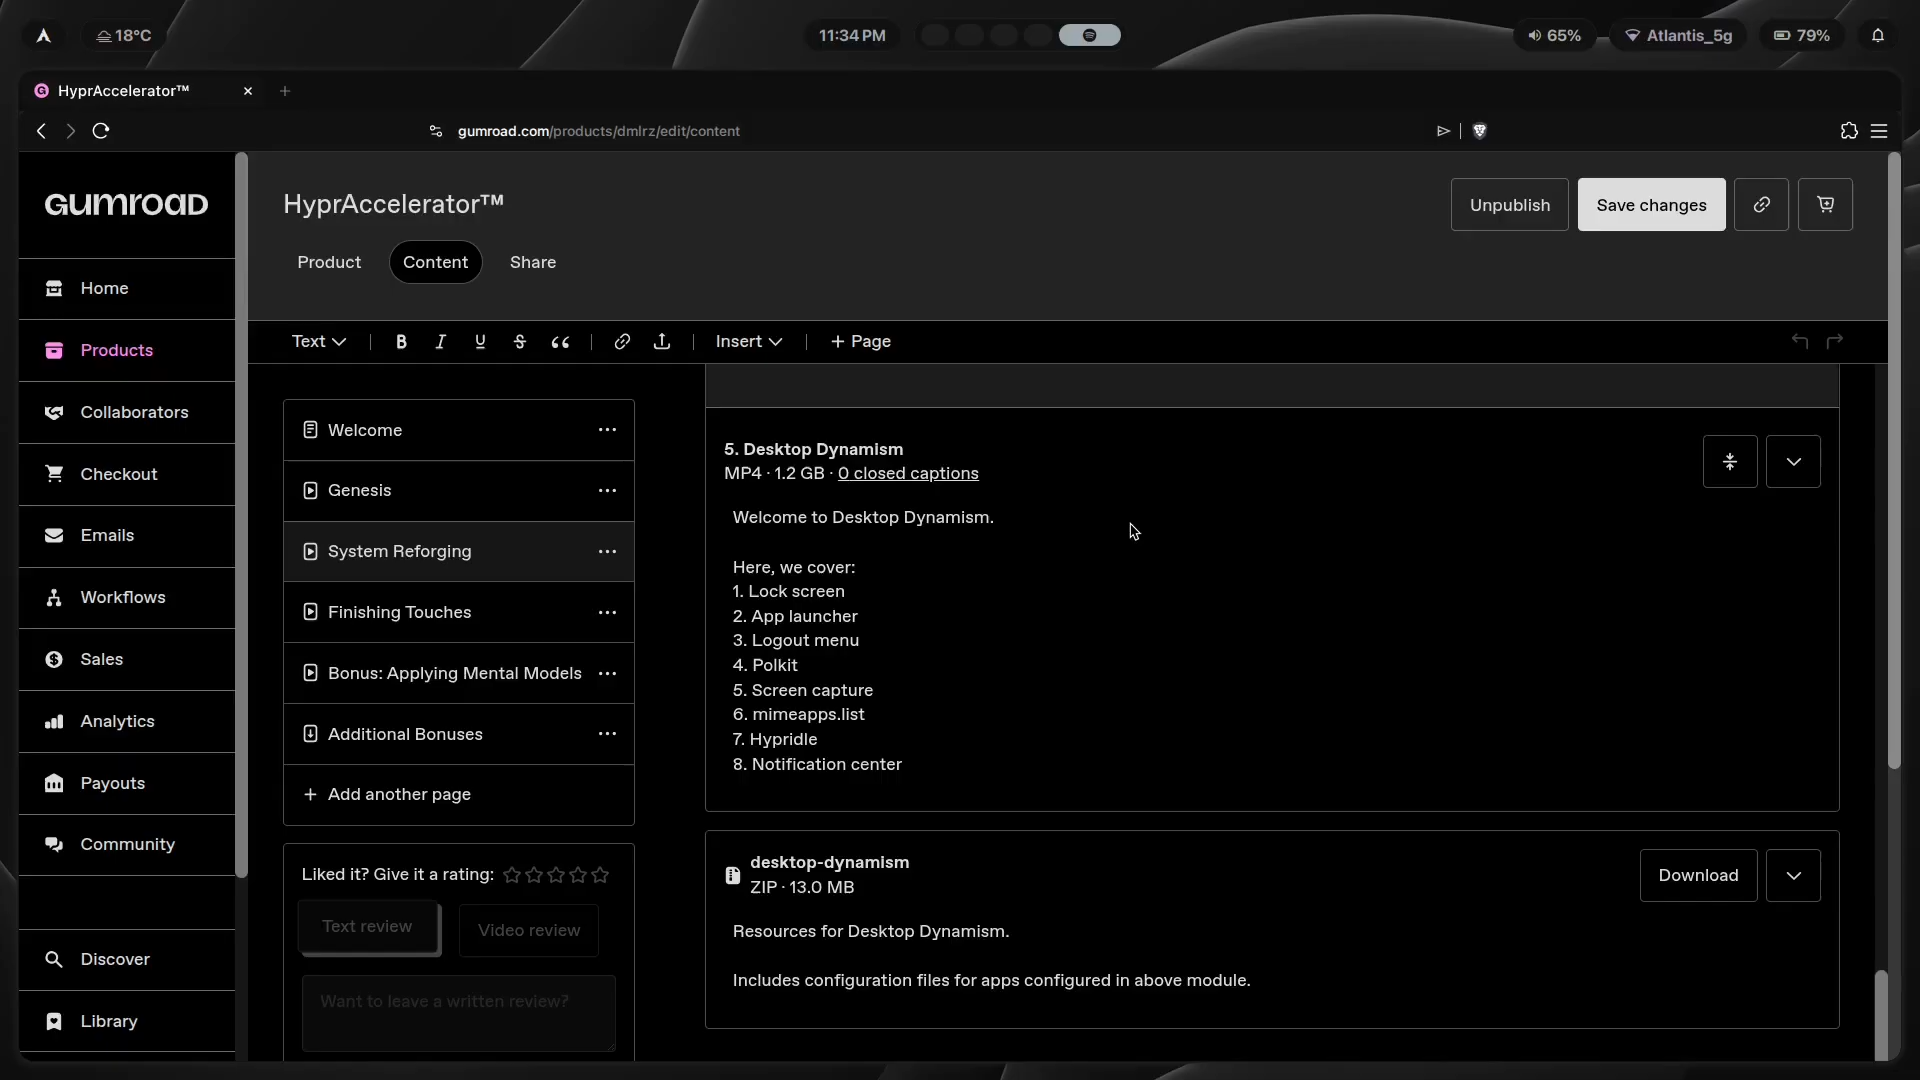 18°C
11:34 PM
65%
Atlantis_5g
79%
HyprAccelerator™
gumroad.com/products/dmlrz/edit/content
GUMROAD
Home
Products
Collaborators
Checkout
Emails
Workflows
Sales
Analytics
Payouts
Community
Discover
Library
HyprAccelerator™
Unpublish
Save changes
Product
Content
Share
Text
B
I
U
S
Insert
+ Page
Welcome
Genesis
System Reforging
Finishing Touches
Bonus: Applying Mental Models
Additional Bonuses
+ Add another page
Liked it? Give it a rating:
Text review
Video review
Want to leave a written review?
5. Desktop Dynamism
MP4 · 1.2 GB · 0 closed captions
Welcome to Desktop Dynamism.
Here, we cover:
1. Lock screen
2. App launcher
3. Logout menu
4. Polkit
5. Screen capture
6. mimeapps.list
7. Hypridle
8. Notification center
desktop-dynamism
ZIP · 13.0 MB
Download
Resources for Desktop Dynamism.
Includes configuration files for apps configured in above module.